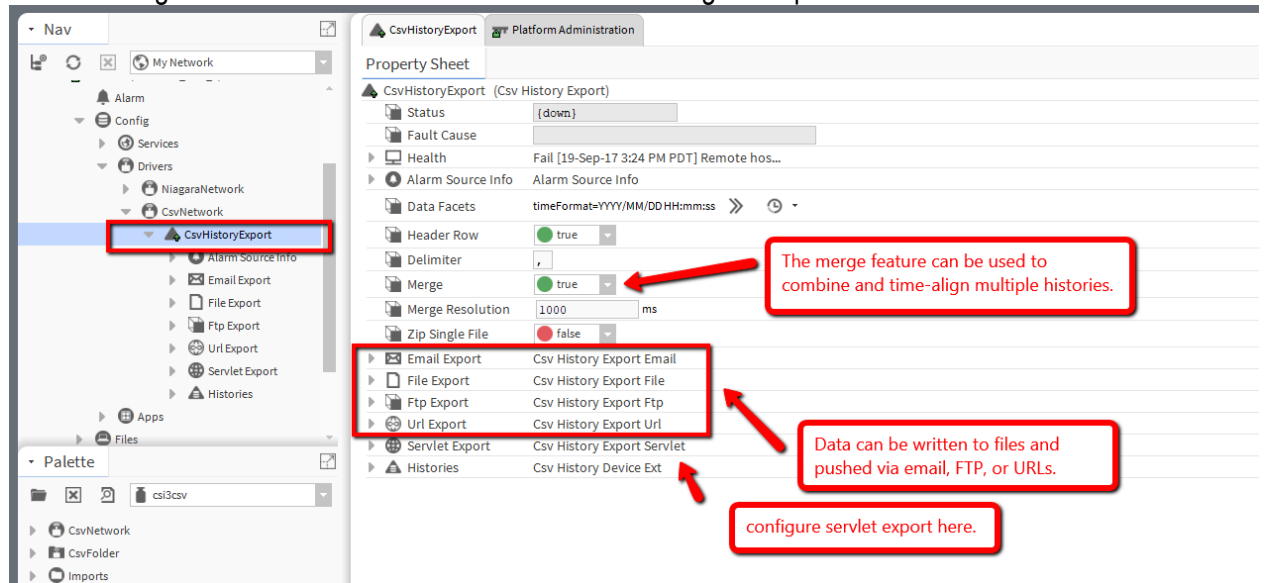 Nav
My Network
Alarm
Config
Services
Drivers
NiagaraNetwork
CsvNetwork
CsvHistoryExport
Alarm Source Info
Email Export
File Export
Ftp Export
Url Export
Servlet Export
Histories
Apps
Files
Palette
csi3csv
CsvNetwork
CsvFolder
Imports
CsvHistoryExport
Platform Administration
Property Sheet
CsvHistoryExport (Csv History Export)
Status {down}
Fault Cause
Health Fail [19-Sep-17 3:24 PM PDT] Remote hos...
Alarm Source Info Alarm Source Info
Data Facets timeFormat=YYYY/MM/DD HH:mm:ss
Header Row true
Delimiter ,
Merge true
Merge Resolution 1000 ms
Zip Single File false
Email Export Csv History Export Email
File Export Csv History Export File
Ftp Export Csv History Export Ftp
Url Export Csv History Export Url
Servlet Export Csv History Export Servlet
Histories Csv History Device Ext
The merge feature can be used to
combine and time-align multiple histories.
Data can be written to files and
pushed via email, FTP, or URLs.
configure servlet export here.